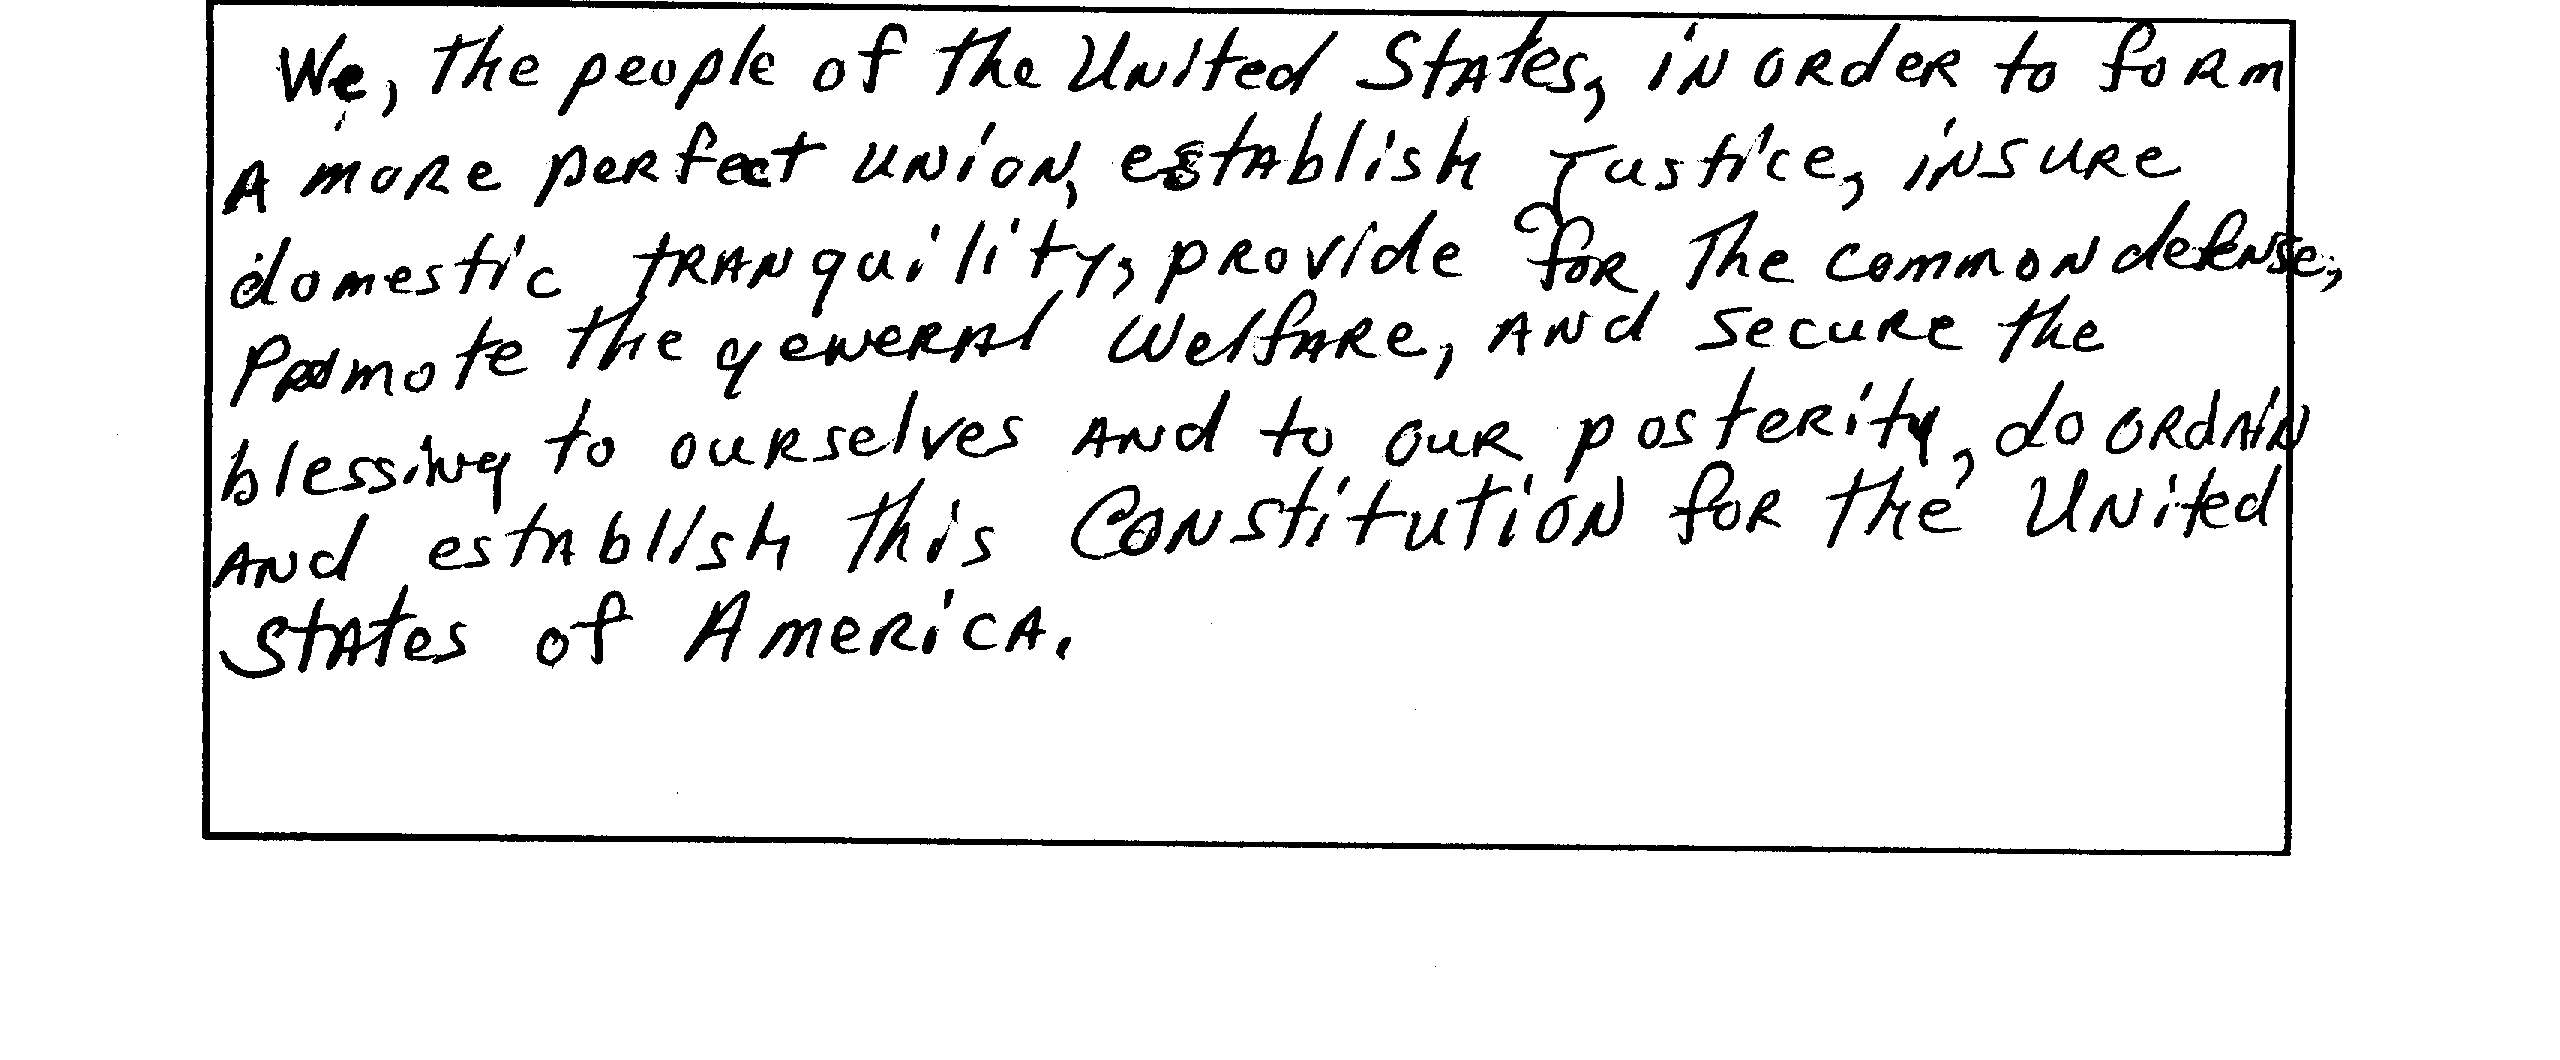 We, the people of the United States, in order to form
A more perfect union, establish Justice, insure
domestic tranquility, provide for the common defense,
Promote the general Welfare, and secure the
blessing to ourselves and to our posterity, do ordain
and establish this Constitution for the United
States of America.